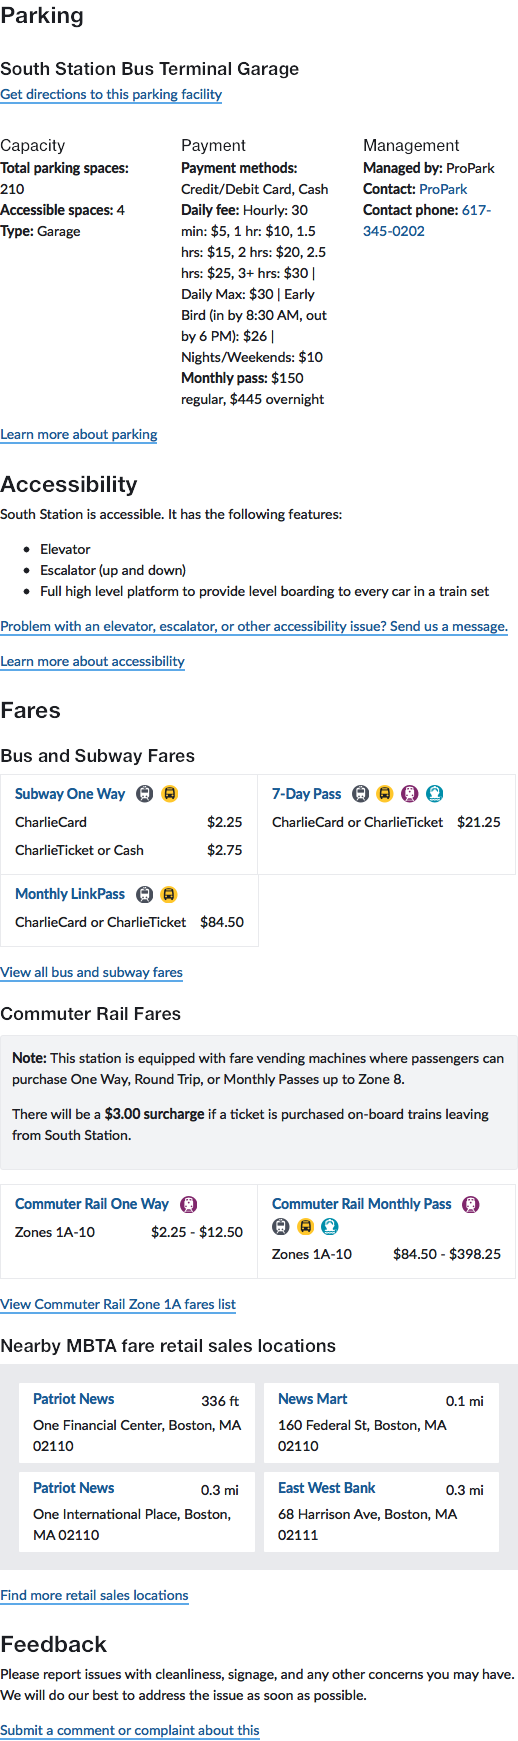 Parking
South Station Bus Terminal Garage
Get directions to this parking facility
Capacity
Total parking spaces:
210
Accessible spaces: 4
Type: Garage
Payment
Payment methods:
Credit/Debit Card, Cash
Daily fee: Hourly: 30
min: $5, 1 hr: $10, 1.5
hrs: $15, 2 hrs: $20, 2.5
hrs: $25, 3+ hrs: $30 |
Daily Max: $30 | Early
Bird (in by 8:30 AM, out
by 6 PM): $26 |
Nights/Weekends: $10
Monthly pass: $150
regular, $445 overnight
Management
Managed by: ProPark
Contact: ProPark
Contact phone: 617-
345-0202
Learn more about parking
Accessibility
South Station is accessible. It has the following features:
• Elevator
• Escalator (up and down)
• Full high level platform to provide level boarding to every car in a train set
Problem with an elevator, escalator, or other accessibility issue? Send us a message.
Learn more about accessibility
Fares
Bus and Subway Fares
Subway One Way
CharlieCard $2.25
CharlieTicket or Cash $2.75
7-Day Pass
CharlieCard or CharlieTicket $21.25
Monthly LinkPass
CharlieCard or CharlieTicket $84.50
View all bus and subway fares
Commuter Rail Fares
Note: This station is equipped with fare vending machines where passengers can
purchase One Way, Round Trip, or Monthly Passes up to Zone 8.
There will be a $3.00 surcharge if a ticket is purchased on-board trains leaving
from South Station.
Commuter Rail One Way
Zones 1A-10 $2.25 - $12.50
Commuter Rail Monthly Pass
Zones 1A-10 $84.50 - $398.25
View Commuter Rail Zone 1A fares list
Nearby MBTA fare retail sales locations
Patriot News 336 ft
One Financial Center, Boston, MA
02110
News Mart 0.1 mi
160 Federal St, Boston, MA
02110
Patriot News 0.3 mi
One International Place, Boston,
MA 02110
East West Bank 0.3 mi
68 Harrison Ave, Boston, MA
02111
Find more retail sales locations
Feedback
Please report issues with cleanliness, signage, and any other concerns you may have.
We will do our best to address the issue as soon as possible.
Submit a comment or complaint about this